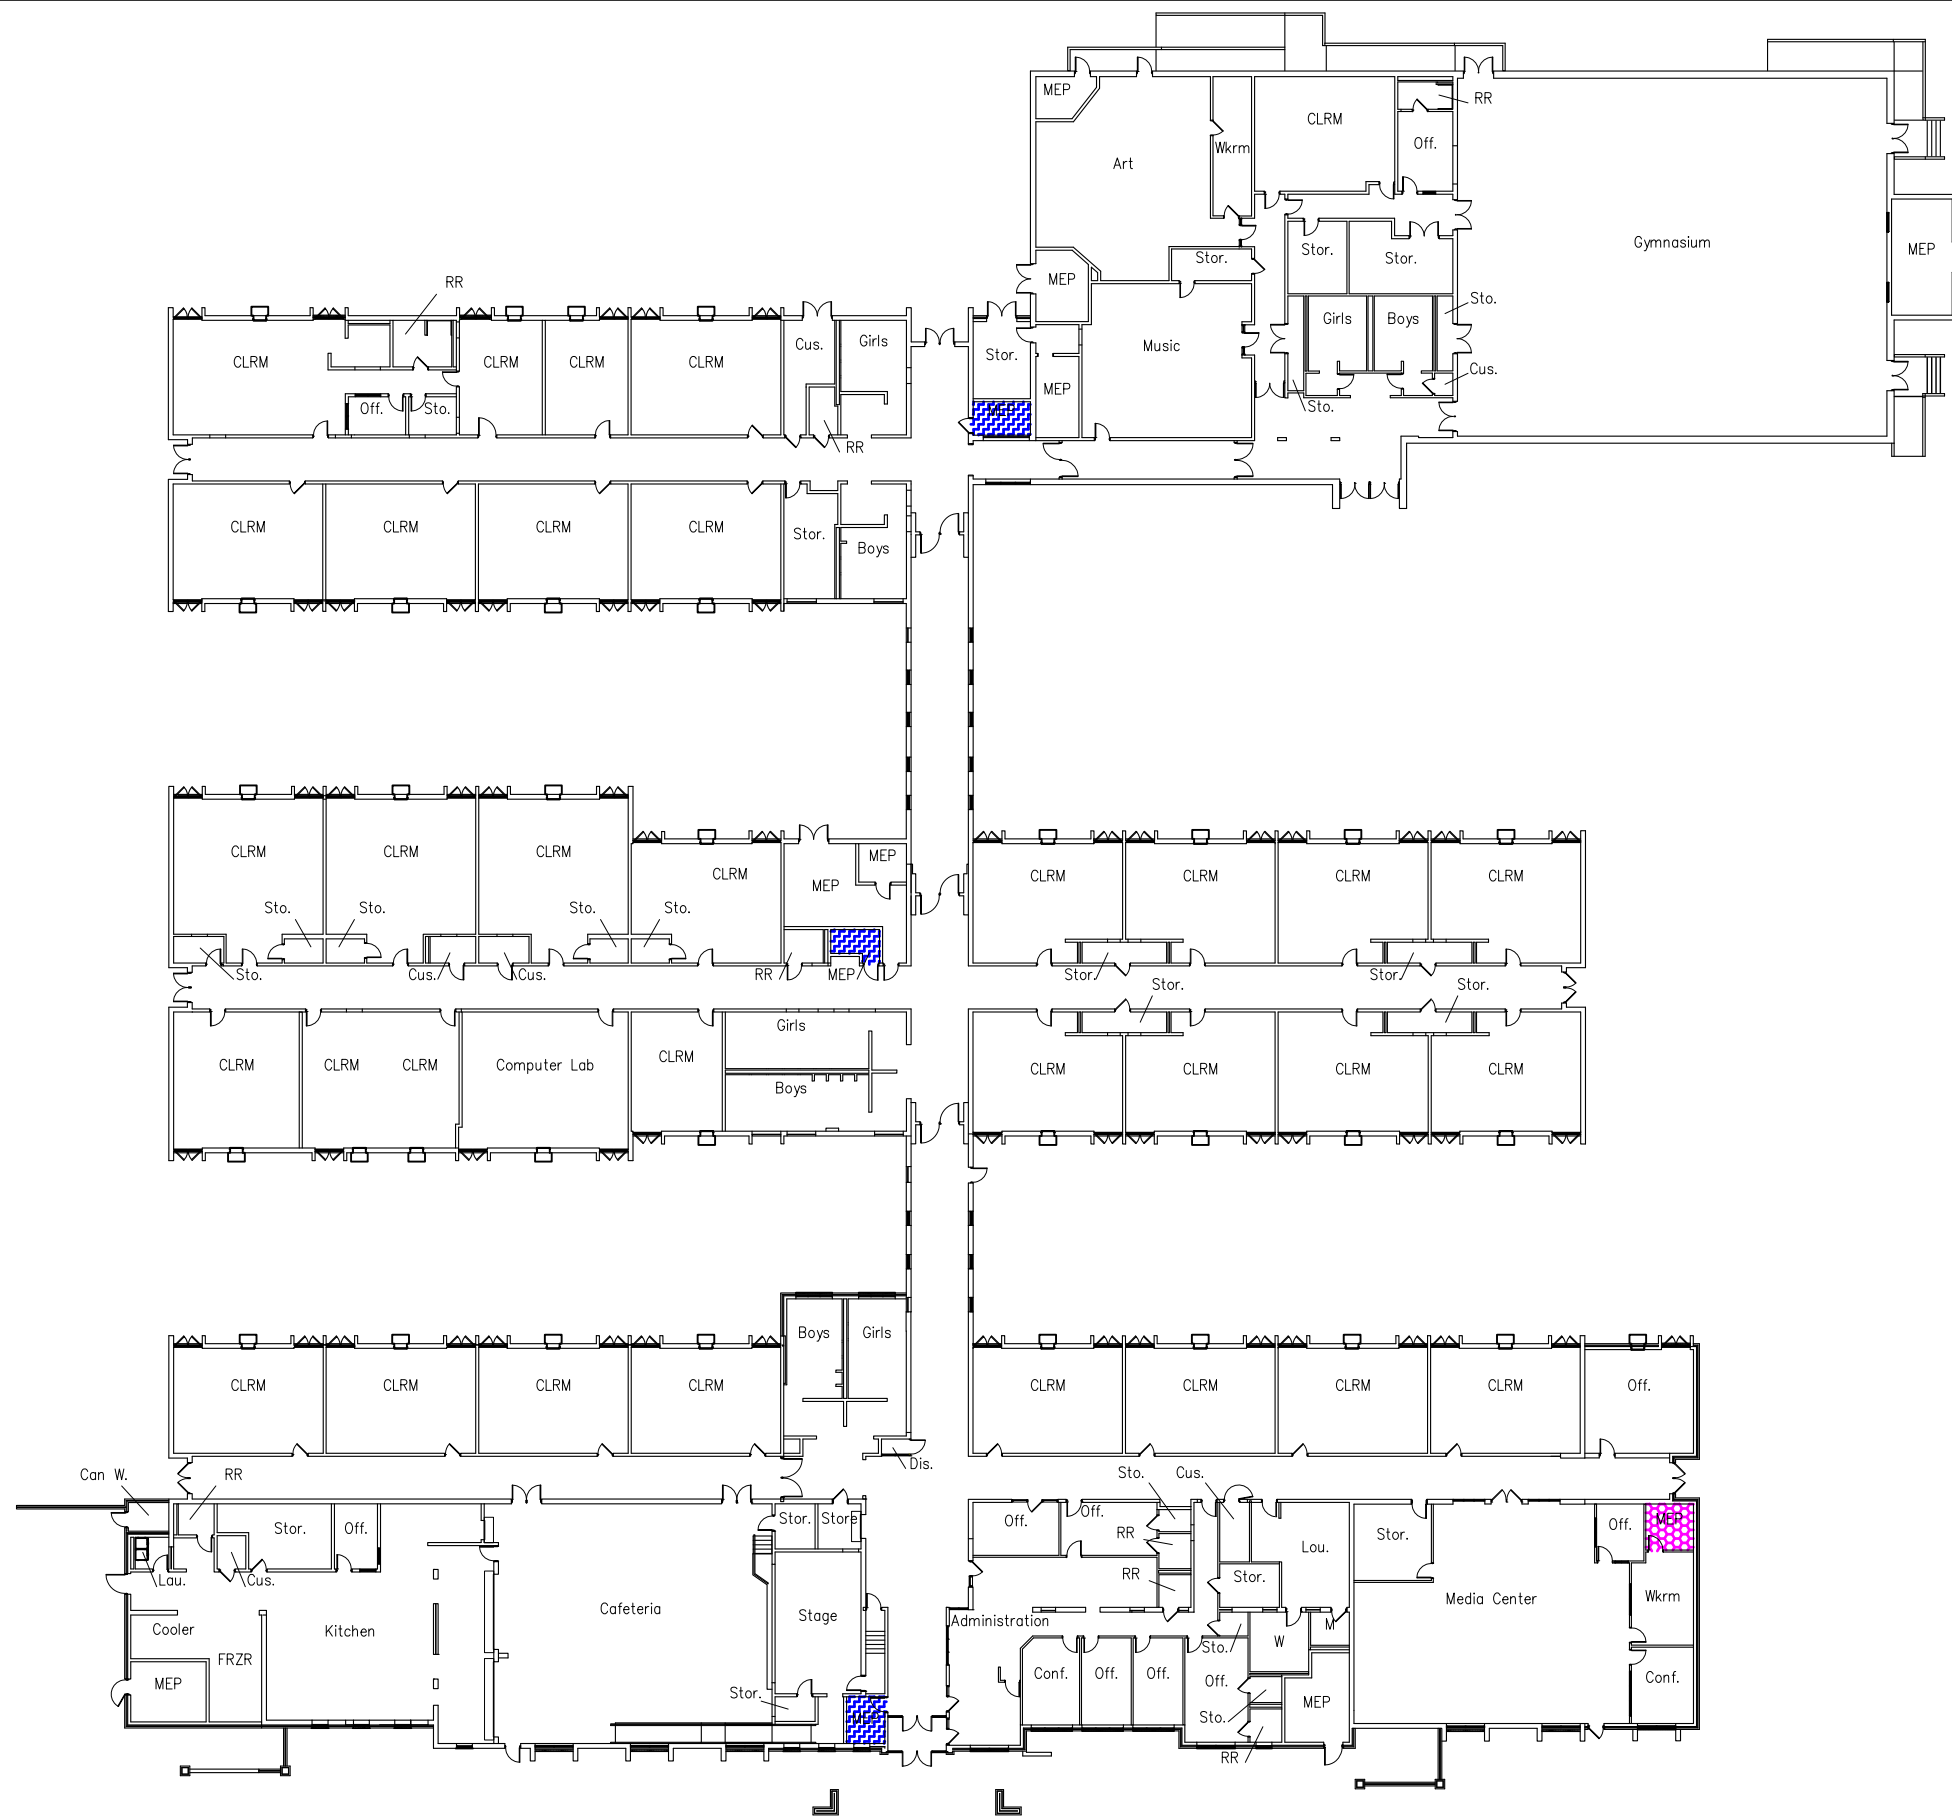 MEP
RR
CLRM
Wkrm
Off.
Art
Gymnasium
MEP
Stor.
Stor.
Stor.
MEP
RR
Sto.
Girls
Boys
Cus.
Girls
Stor.
Music
CLRM
CLRM
CLRM
CLRM
Cus.
MEP
Off.
Sto.
Sto.
RR
CLRM
CLRM
CLRM
CLRM
Stor.
Boys
CLRM
CLRM
CLRM
CLRM
MEP
MEP
CLRM
CLRM
CLRM
CLRM
Sto.
Sto.
Sto.
Sto.
Sto.
Cus.
Cus.
RR
MEP
Stor.
Stor.
Stor.
Stor.
Girls
CLRM
CLRM
CLRM
Computer Lab
CLRM
Boys
CLRM
CLRM
CLRM
CLRM
Boys
Girls
CLRM
CLRM
CLRM
CLRM
CLRM
CLRM
CLRM
CLRM
Off.
Dis.
Can W.
RR
Sto.
Cus.
Stor.
Off.
Stor.
Store
Off.
Off.
RR
Stor.
Off.
MEP
Lou.
Lau.
Cus.
RR
Stor.
Cafeteria
Stage
Administration
Media Center
Wkrm
Cooler
Kitchen
FRZR
Sto.
W
M
MEP
Conf.
Off.
Off.
Off.
Conf.
Stor.
Sto.
MEP
RR